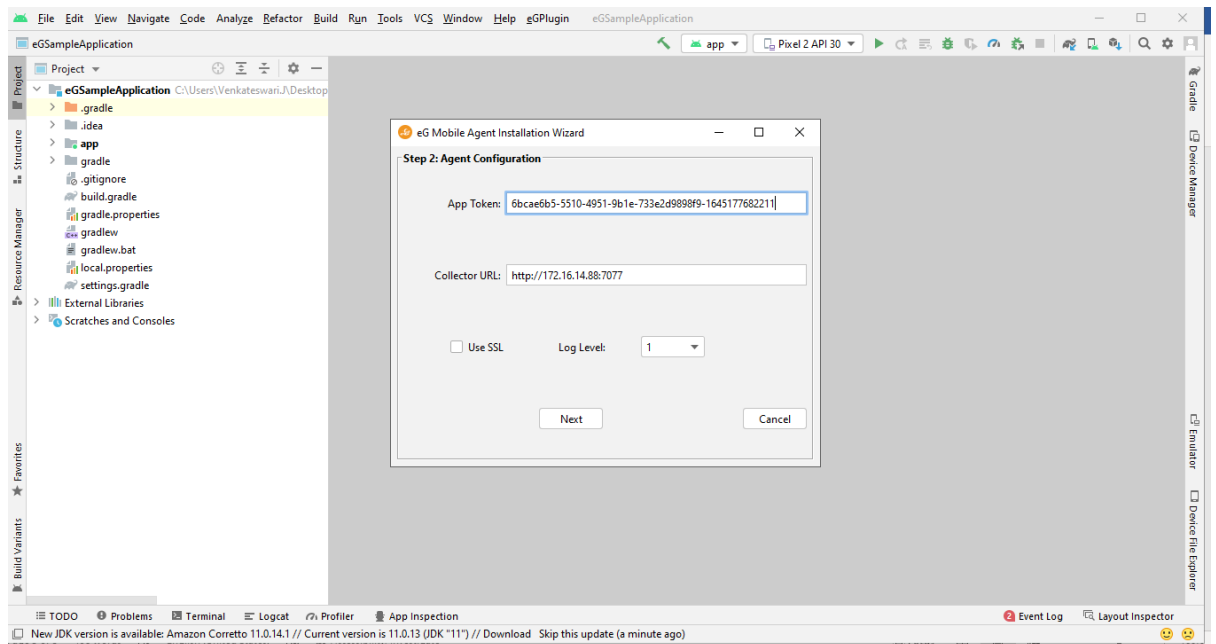 File Edit View Navigate Code Analyze Refactor Build Run Tools VCS Window Help eGPlugin eGSampleApplication
eGSampleApplication
app
Pixel 2 API 30
Project
Project
Structure
Resource Manager
Favorites
Build Variants
eGSampleApplication C:\Users\Venkateswari.J\Desktop
.gradle
.idea
app
gradle
.gitignore
build.gradle
gradle.properties
gradlew
gradlew.bat
local.properties
settings.gradle
External Libraries
Scratches and Consoles
eG Mobile Agent Installation Wizard
Step 2: Agent Configuration
App Token: 6bcae6b5-5510-4951-9b1e-733e2d9898f9-1645177682211
Collector URL: http://172.16.14.88:7077
Use SSL Log Level: 1
Next Cancel
Gradle
Device Manager
Emulator
Device File Explorer
TODO Problems Terminal Logcat Profiler App Inspection 2 Event Log Layout Inspector
New JDK version is available: Amazon Corretto 11.0.14.1 // Current version is 11.0.13 (JDK "11") // Download Skip this update (a minute ago)